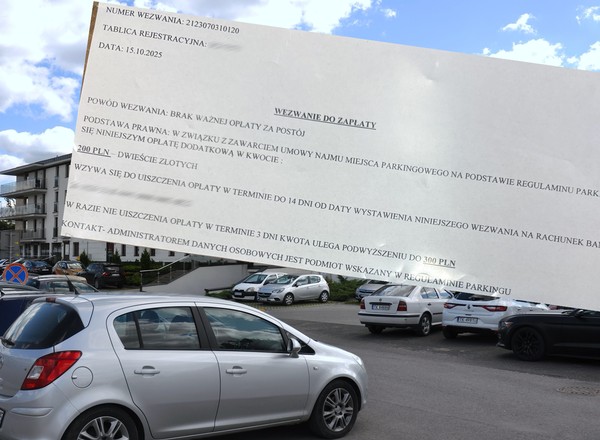 NUMER WEZWANIA: 2123070310120
TABLICA REJESTRACYJNA:
DATA: 15.10.2025
WEZWANIE DO ZAPŁATY
POWÓD WEZWANIA: BRAK WAŻNEJ OPŁATY ZA POSTÓJ
PODSTAWA PRAWNA: W ZWIĄZKU Z ZAWARCIEM UMOWY NAJMU MIEJSCA PARKINGOWEGO NA PODSTAWIE REGULAMINU PARK
SIĘ NINIEJSZYM OPŁATĘ DODATKOWĄ W KWOCIE :
200 PLN – DWIEŚCIE ZŁOTYCH
WZYWA SIĘ DO UISZCZENIA OPŁATY W TERMINIE DO 14 DNI OD DATY WYSTAWIENIA NINIEJSZEGO WEZWANIA NA RACHUNEK BA
W RAZIE NIE UISZCZENIA OPŁATY W TERMINIE 3 DNI KWOTA ULEGA PODWYŻSZENIU DO 300 PLN
KONTAKT- ADMINISTRATOREM DANYCH OSOBOWYCH JEST PODMIOT WSKAZANY W REGULAMINIE PARKINGU